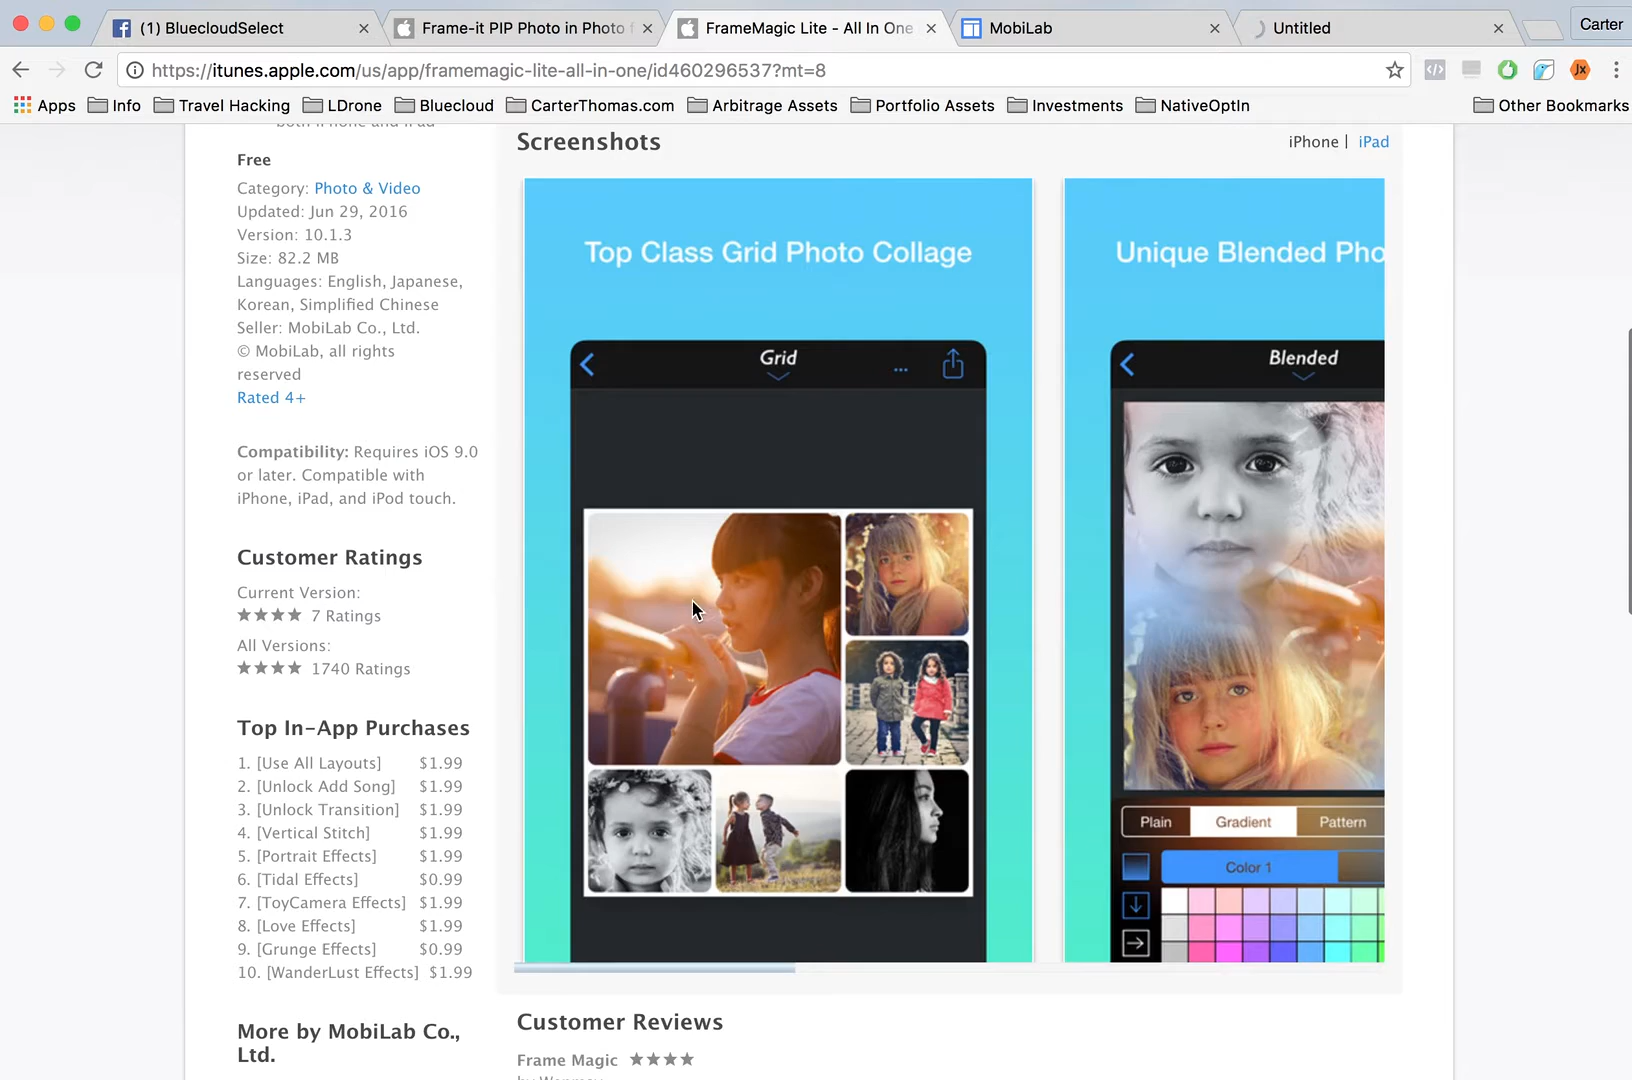 (1) BluecloudSelect
Frame-it PIP Photo in Photo
FrameMagic Lite - All In One
MobiLab
Untitled
Carter
https://itunes.apple.com/us/app/framemagic-lite-all-in-one/id460296537?mt=8
Apps Info Travel Hacking LDrone Bluecloud CarterThomas.com Arbitrage Assets Portfolio Assets Investments NativeOptIn Other Bookmarks
both iPhone and iPad
Free
Category: Photo & Video
Updated: Jun 29, 2016
Version: 10.1.3
Size: 82.2 MB
Languages: English, Japanese,
Korean, Simplified Chinese
Seller: MobiLab Co., Ltd.
© MobiLab, all rights
reserved
Rated 4+
Compatibility: Requires iOS 9.0
or later. Compatible with
iPhone, iPad, and iPod touch.
Customer Ratings
Current Version:
★★★★ 7 Ratings
All Versions:
★★★★ 1740 Ratings
Top In-App Purchases
1. [Use All Layouts] $1.99
2. [Unlock Add Song] $1.99
3. [Unlock Transition] $1.99
4. [Vertical Stitch] $1.99
5. [Portrait Effects] $1.99
6. [Tidal Effects] $0.99
7. [ToyCamera Effects] $1.99
8. [Love Effects] $1.99
9. [Grunge Effects] $0.99
10. [WanderLust Effects] $1.99
More by MobiLab Co.,
Ltd.
Screenshots
iPhone | iPad
Top Class Grid Photo Collage
Grid
Unique Blended Pho
Blended
Plain Gradient Pattern
Color 1
Customer Reviews
Frame Magic ★★★★